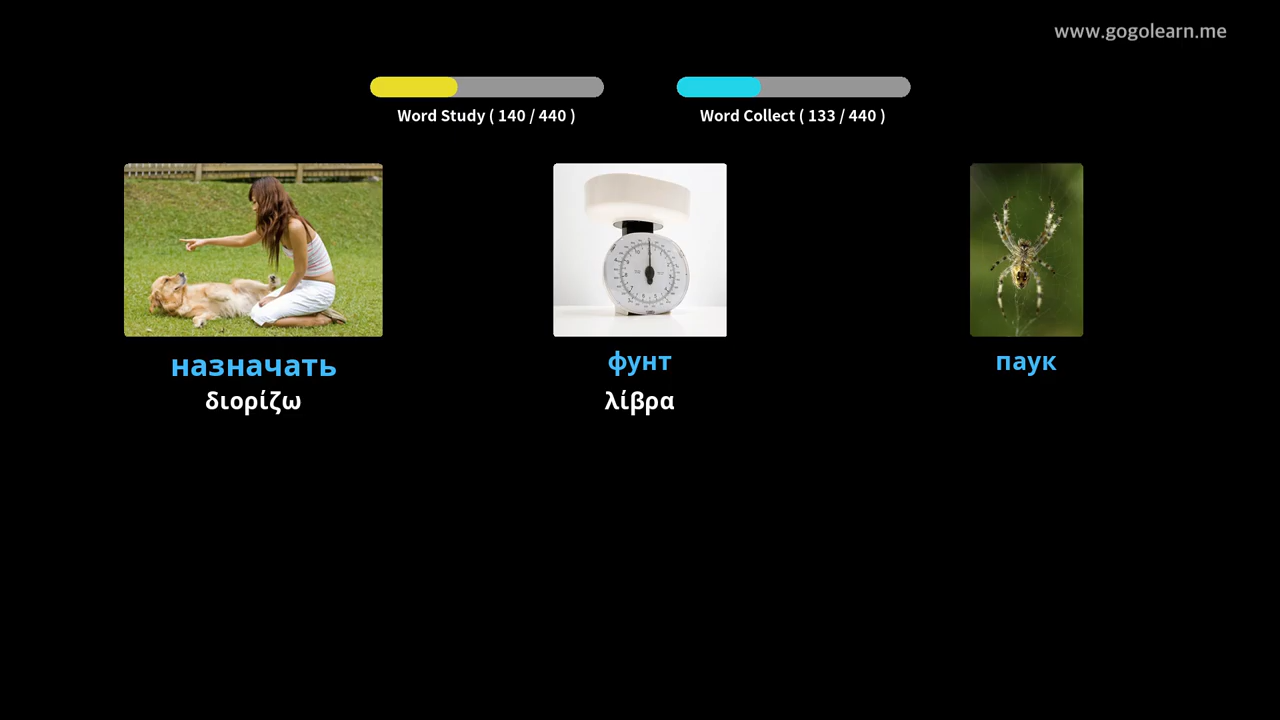 www.gogolearn.me
Word Study ( 140 / 440 )
Word Collect ( 133 / 440 )
назначать
διορίζω
фунт
λίβρα
паук